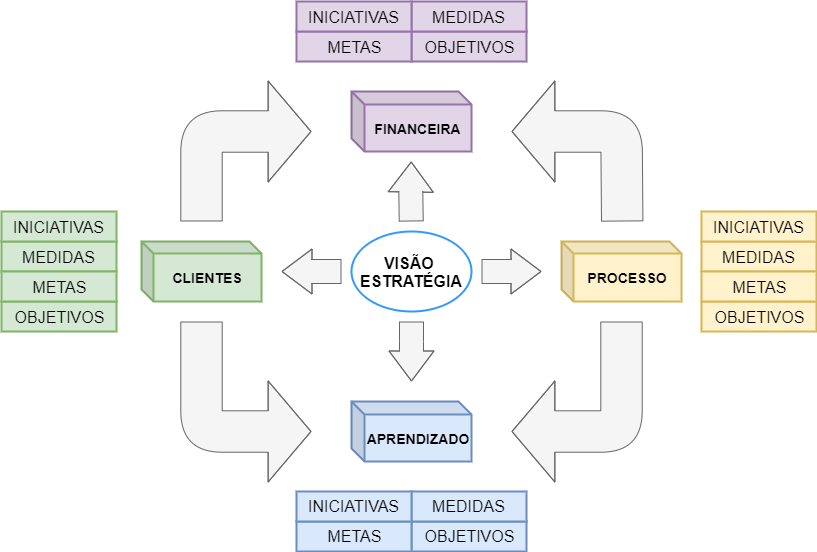 INICIATIVAS MEDIDAS
METAS OBJETIVOS
FINANCEIRA
INICIATIVAS
MEDIDAS
METAS
OBJETIVOS
CLIENTES
VISÃO
ESTRATÉGIA
PROCESSO
INICIATIVAS
MEDIDAS
METAS
OBJETIVOS
APRENDIZADO
INICIATIVAS MEDIDAS
METAS OBJETIVOS